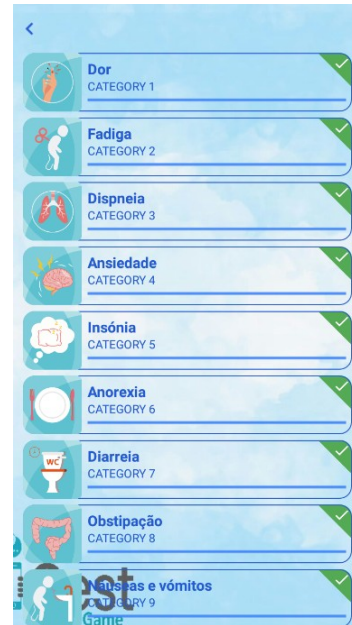 Dor
CATEGORY 1
Fadiga
CATEGORY 2
Dispneia
CATEGORY 3
Ansiedade
CATEGORY 4
Insónia
CATEGORY 5
Anorexia
CATEGORY 6
WC
Diarreia
CATEGORY 7
Obstipação
CATEGORY 8
Náuseas e vómitos
CATEGORY 9
Game